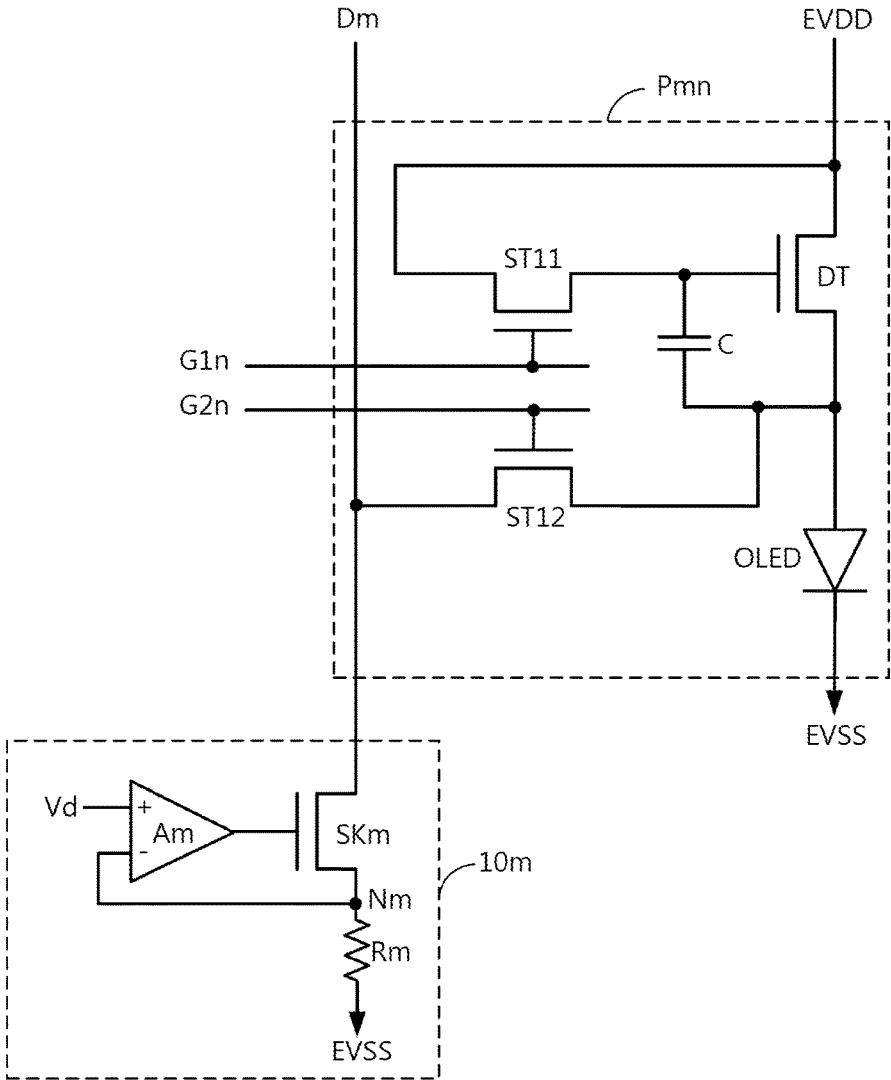 Dm
EVDD
Pmn
ST11
DT
C
G1n
G2n
ST12
OLED
EVSS
Vd
+
Am
-
SKm
10m
Nm
Rm
EVSS